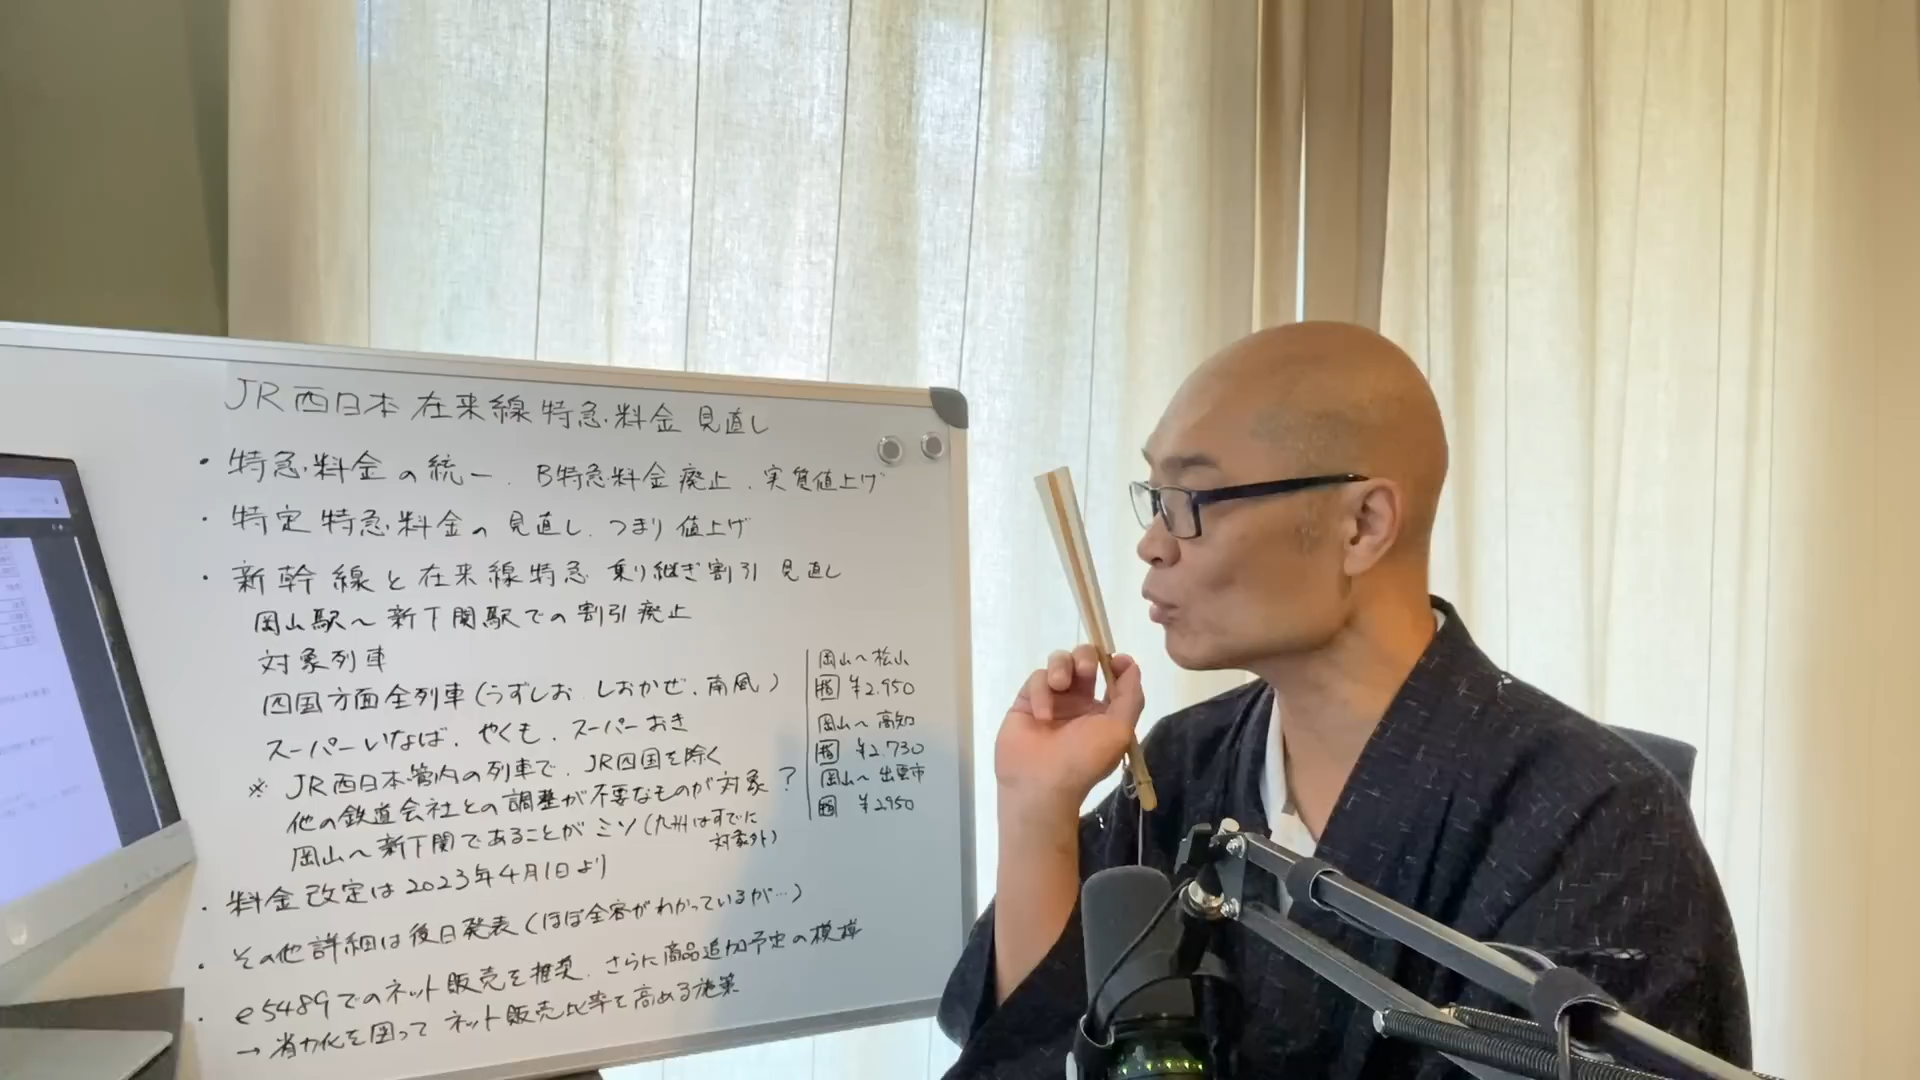 JR西日本 在来線特急料金 見直し
・特急料金の統一、B特急料金廃止、実質値上げ
・特定特急料金の見直し、つまり値上げ
・新幹線と在来線特急 乗り継ぎ割引 見直し
岡山駅〜新下関駅での割引廃止
対象列車
四国方面全列車(うずしお、しおかぜ、南風)
スーパーいなば、やくも、スーパーおき
※ JR西日本管内の列車で、JR四国を除く
他の鉄道会社との調整が不要なものが対象?
岡山〜新下関であることがミソ(九州はすでに
対象外)
岡山〜松山
指 ¥2.950
岡山〜高知
指 ¥2.730
岡山〜出雲市
指 ¥2950
・料金改定は2023年4月1日より
その他詳細は後日発表(ほぼ全容がわかっているが…)
・e5489でのネット販売を推奨、さらに商品追加予定の模様
・→ 省力化を図って ネット販売比率を高める施策